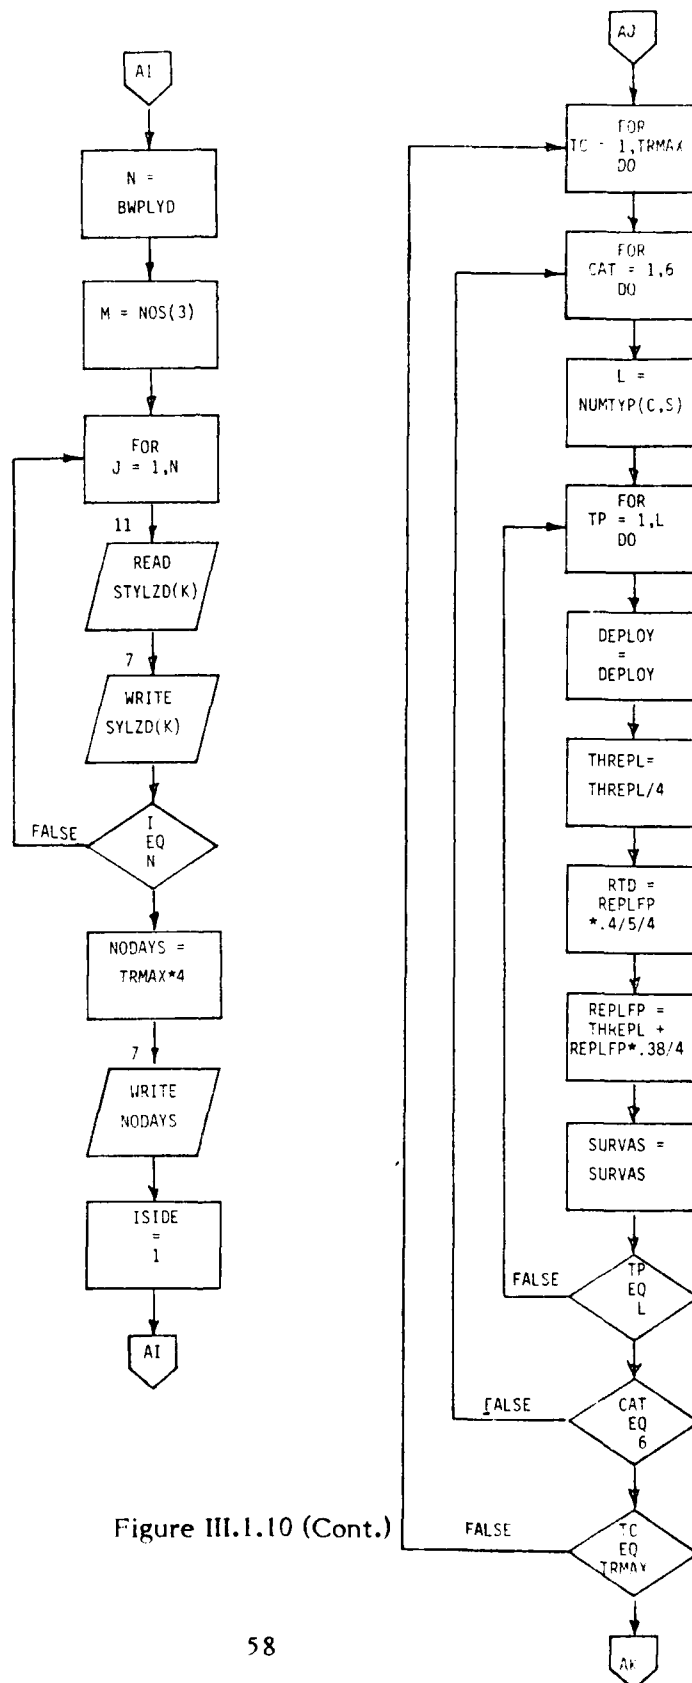 AI
N =
BWPLYD
M = NOS(3)
FOR
J = 1,N
11
READ
STYLZD(K)
7
WRITE
SYLZD(K)
I
EQ
N
FALSE
NODAYS =
TRMAX*4
7
WRITE
NODAYS
ISIDE
=
1
AI
AJ
FOR
TC = 1,TRMAX
DO
FOR
CAT = 1,6
DO
L =
NUMTYP(C,S)
FOR
TP = 1,L
DO
DEPLOY
=
DEPLOY
THREPL=
THREPL/4
RTD =
REPLFP
*.4/5/4
REPLFP =
THREPL +
REPLFP*.38/4
SURVAS =
SURVAS
TP
EQ
L
FALSE
CAT
EQ
6
FALSE
TC
EQ
TRMAX
FALSE
AK
Figure III.1.10 (Cont.)
58